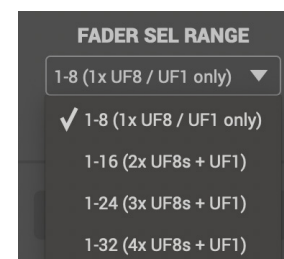 FADER SEL RANGE
1-8 (1x UF8 / UF1 only)
1-8 (1x UF8 / UF1 only)
1-16 (2x UF8s + UF1)
1-24 (3x UF8s + UF1)
1-32 (4x UF8s + UF1)